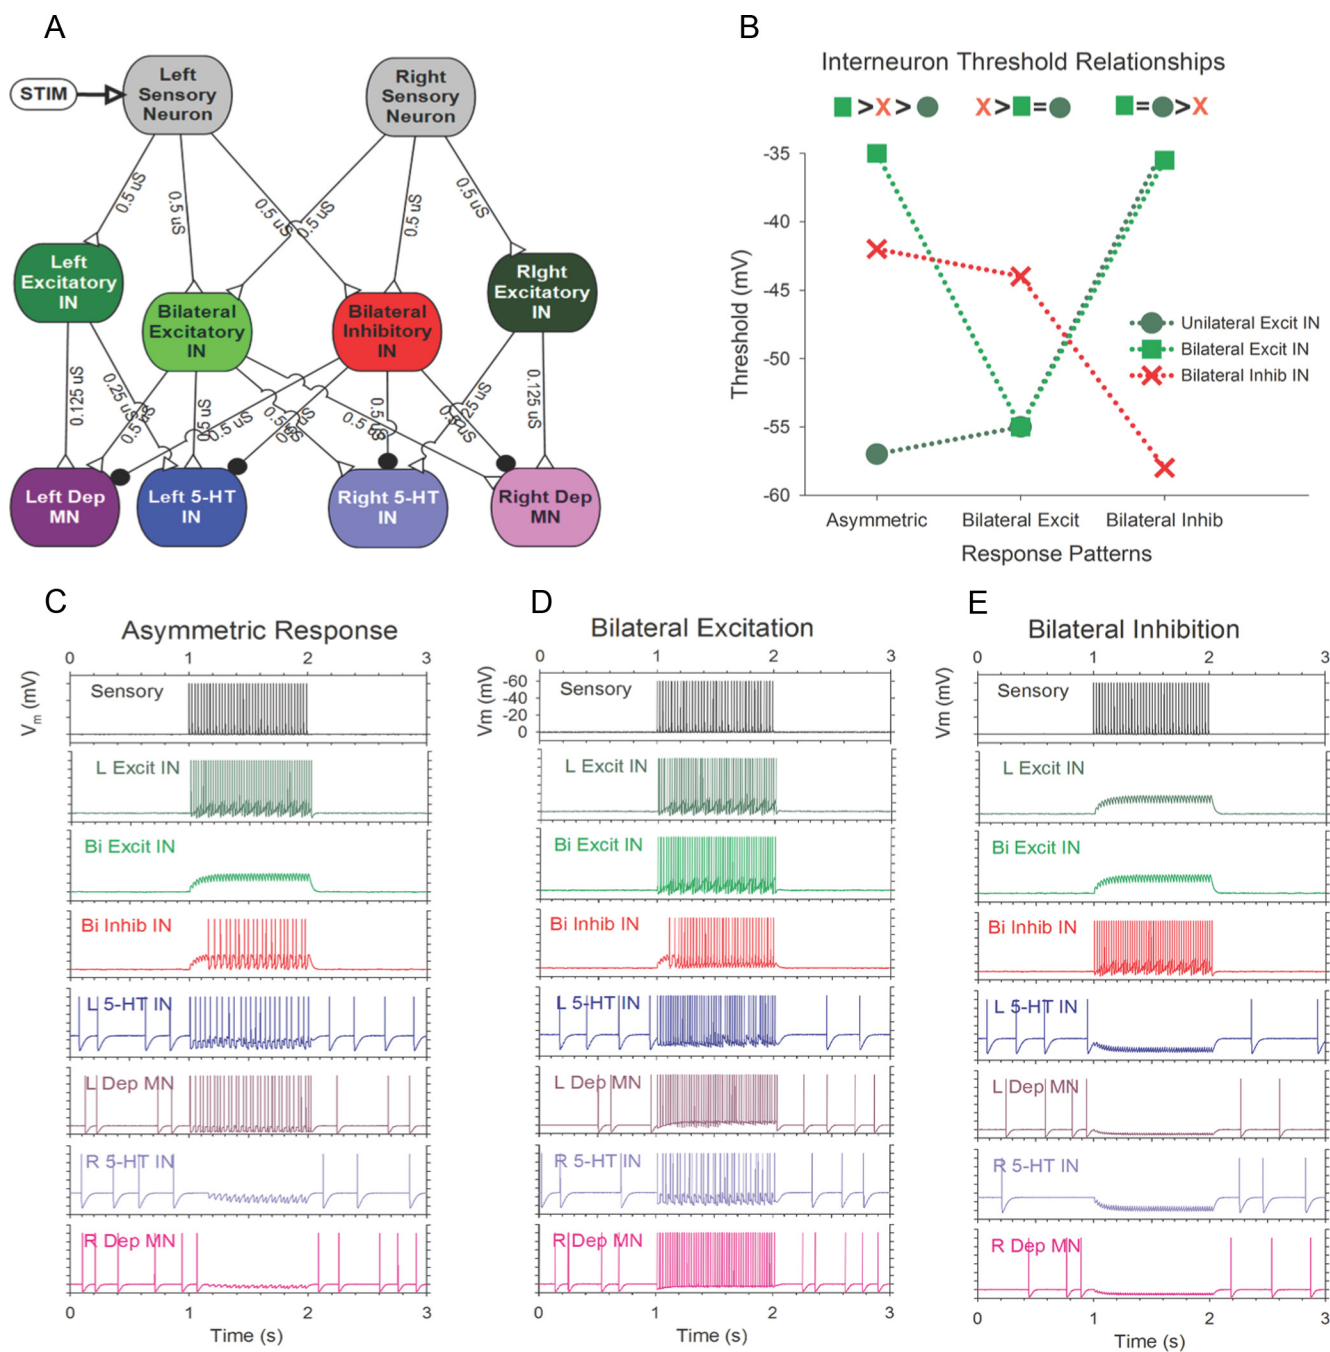 A
STIM
Left
Sensory
Neuron
Right
Sensory
Neuron
0.5 uS
0.5 uS
0.5 uS
0.5 uS
0.5 uS
0.5 uS
Left
Excitatory
IN
Bilateral
Excitatory
IN
Bilateral
Inhibitory
IN
RIght
Excitatory
IN
0.125 uS
0.25 uS
0.5 uS
0.5 uS
0.5 uS
0.5 uS
0.5 uS
0.125 uS
Left Dep
MN
Left 5-HT
IN
Right 5-HT
IN
Right Dep
MN
B
Interneuron Threshold Relationships
> X >
X > =
= > X
Threshold (mV)
-35
-40
-45
-50
-55
-60
Unilateral Excit IN
Bilateral Excit IN
Bilateral Inhib IN
Asymmetric Bilateral Excit Bilateral Inhib
Response Patterns
C
Asymmetric Response
0 1 2 3
Vm (mV)
Sensory
L Excit IN
Bi Excit IN
Bi Inhib IN
L 5-HT IN
L Dep MN
R 5-HT IN
R Dep MN
0 1 2 3
Time (s)
D
Bilateral Excitation
0 1 2 3
Vm (mV)
-60
-40
-20
0
Sensory
L Excit IN
Bi Excit IN
Bi Inhib IN
L 5-HT IN
L Dep MN
R 5-HT IN
R Dep MN
0 1 2 3
Time (s)
E
Bilateral Inhibition
0 1 2 3
Vm (mV)
Sensory
L Excit IN
Bi Excit IN
Bi Inhib IN
L 5-HT IN
L Dep MN
R 5-HT IN
R Dep MN
0 1 2 3
Time (s)